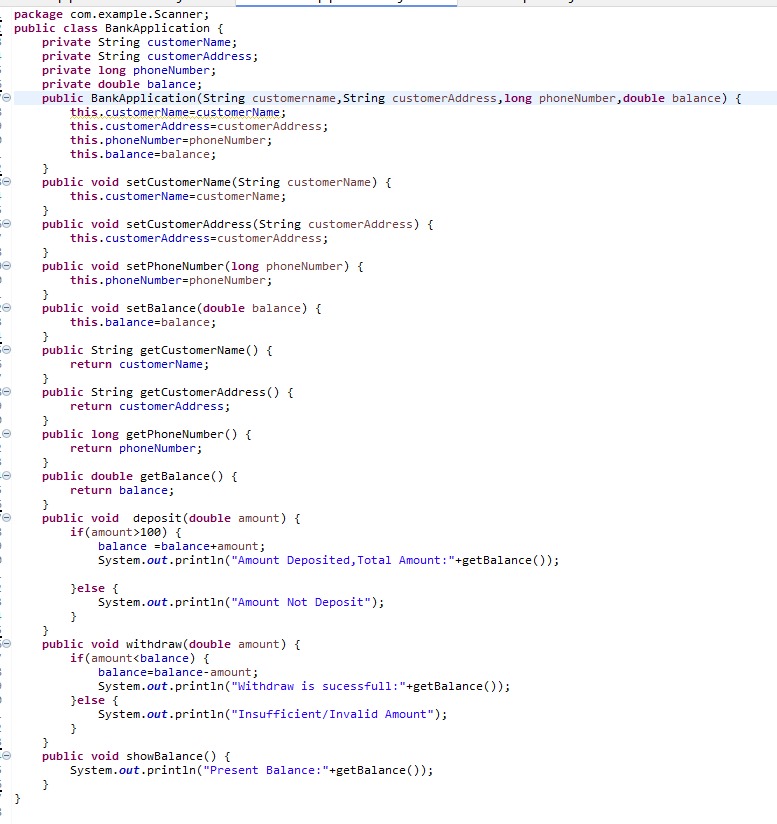 package com.example.Scanner;
public class BankApplication {
    private String customerName;
    private String customerAddress;
    private long phoneNumber;
    private double balance;
    public BankApplication(String customername,String customerAddress,long phoneNumber,double balance) {
        this.customerName=customerName;
        this.customerAddress=customerAddress;
        this.phoneNumber=phoneNumber;
        this.balance=balance;
    }
    public void setCustomerName(String customerName) {
        this.customerName=customerName;
    }
    public void setCustomerAddress(String customerAddress) {
        this.customerAddress=customerAddress;
    }
    public void setPhoneNumber(long phoneNumber) {
        this.phoneNumber=phoneNumber;
    }
    public void setBalance(double balance) {
        this.balance=balance;
    }
    public String getCustomerName() {
        return customerName;
    }
    public String getCustomerAddress() {
        return customerAddress;
    }
    public long getPhoneNumber() {
        return phoneNumber;
    }
    public double getBalance() {
        return balance;
    }
    public void  deposit(double amount) {
        if(amount>100) {
            balance =balance+amount;
            System.out.println("Amount Deposited,Total Amount:"+getBalance());

        }else {
            System.out.println("Amount Not Deposit");
        }
    }
    public void withdraw(double amount) {
        if(amount<balance) {
            balance=balance-amount;
            System.out.println("Withdraw is sucessfull:"+getBalance());
        }else {
            System.out.println("Insufficient/Invalid Amount");
        }
    }
    public void showBalance() {
        System.out.println("Present Balance:"+getBalance());
    }
}